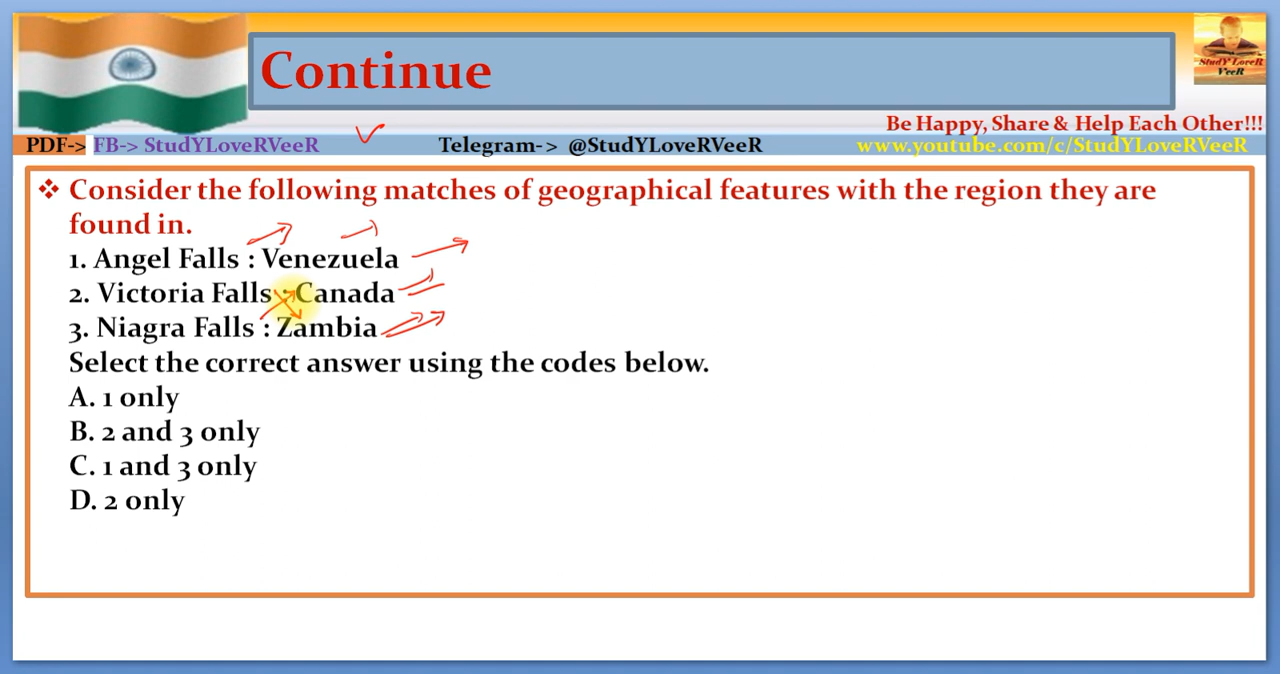 Continue
StudY LoveR
VeeR
Be Happy, Share & Help Each Other!!!
PDF-> FB-> StudYLoveRVeeR Telegram-> @StudYLoveRVeeR www.youtube.com/c/StudYLoveRVeeR
❖ Consider the following matches of geographical features with the region they are
found in.
1. Angel Falls : Venezuela
2. Victoria Falls : Canada
3. Niagra Falls : Zambia
Select the correct answer using the codes below.
A. 1 only
B. 2 and 3 only
C. 1 and 3 only
D. 2 only